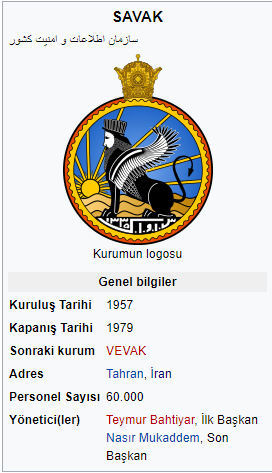 SAVAK
سازمان اطلاعات و امنیت کشور
Kurumun logosu
Genel bilgiler
Kuruluş Tarihi 1957
Kapanış Tarihi 1979
Sonraki kurum VEVAK
Adres Tahran, İran
Personel Sayısı 60.000
Yönetici(ler) Teymur Bahtiyar, İlk Başkan
Nasır Mukaddem, Son
Başkan